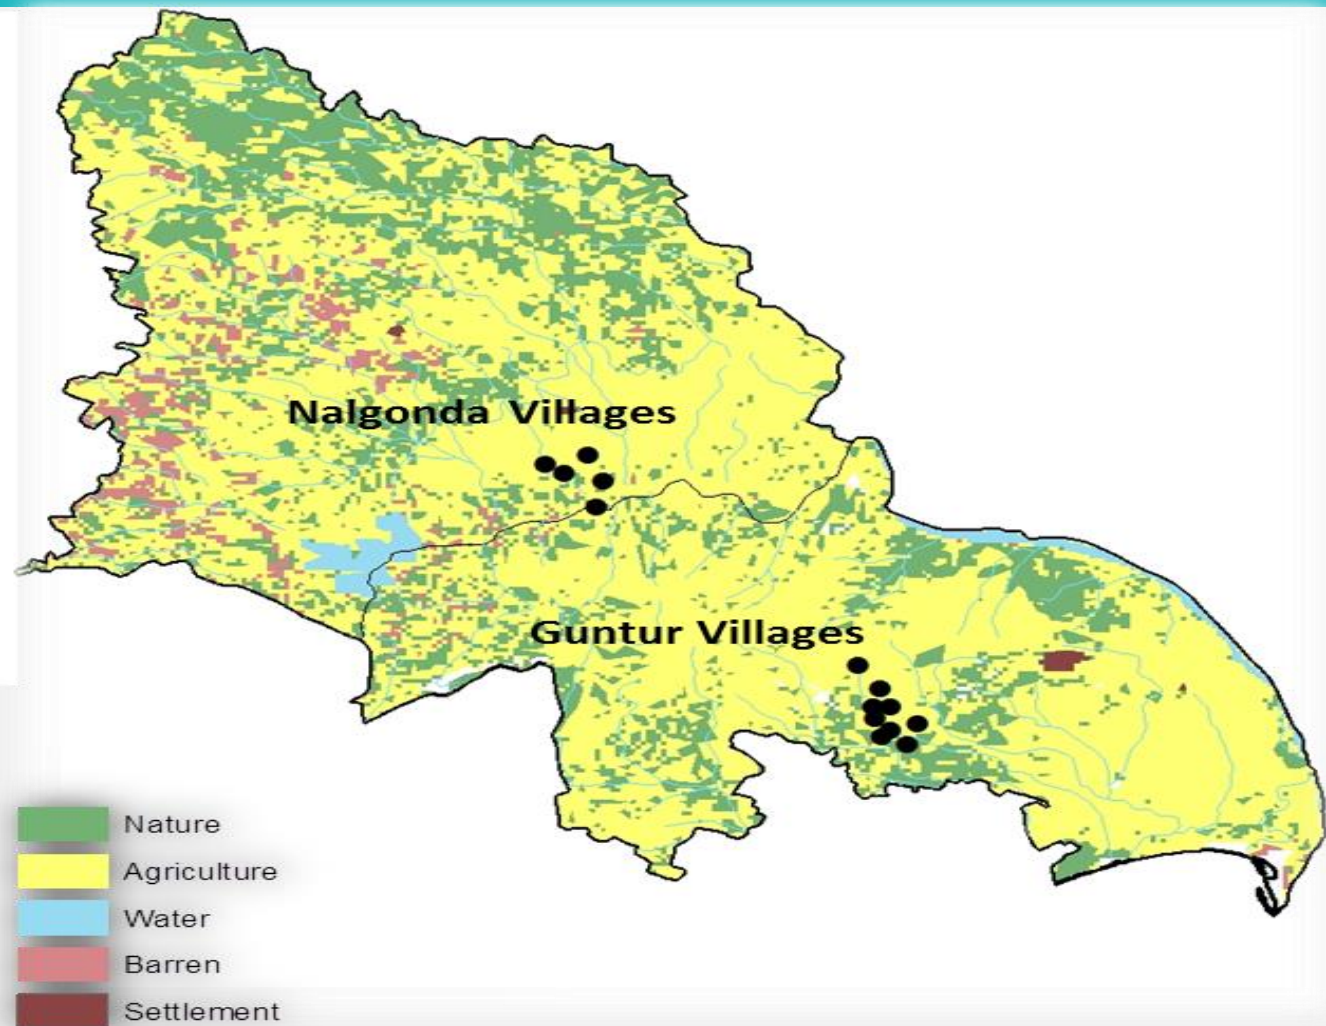 Nalgonda Villages
Guntur Villages
Nature
Agriculture
Water
Barren
Settlement